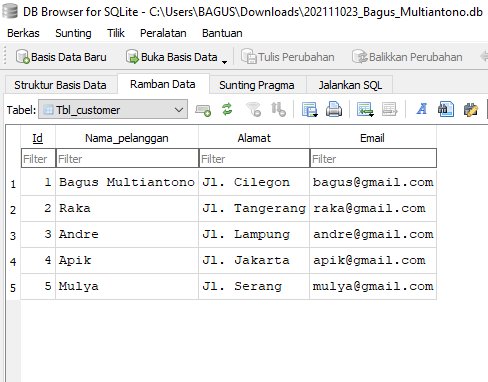 DB Browser for SQLite - C:\Users\BAGUS\Downloads\202111023_Bagus_Multiantono.db
Berkas Sunting Tilik Peralatan Bantuan
Basis Data Baru Buka Basis Data Tulis Perubahan Balikkan Perubahan
Struktur Basis Data Ramban Data Sunting Pragma Jalankan SQL
Tabel: Tbl_customer
Id Nama_pelanggan Alamat Email
Filter Filter Filter Filter
1 1 Bagus Multiantono Jl. Cilegon bagus@gmail.com
2 2 Raka Jl. Tangerang raka@gmail.com
3 3 Andre Jl. Lampung andre@gmail.com
4 4 Apik Jl. Jakarta apik@gmail.com
5 5 Mulya Jl. Serang mulya@gmail.com